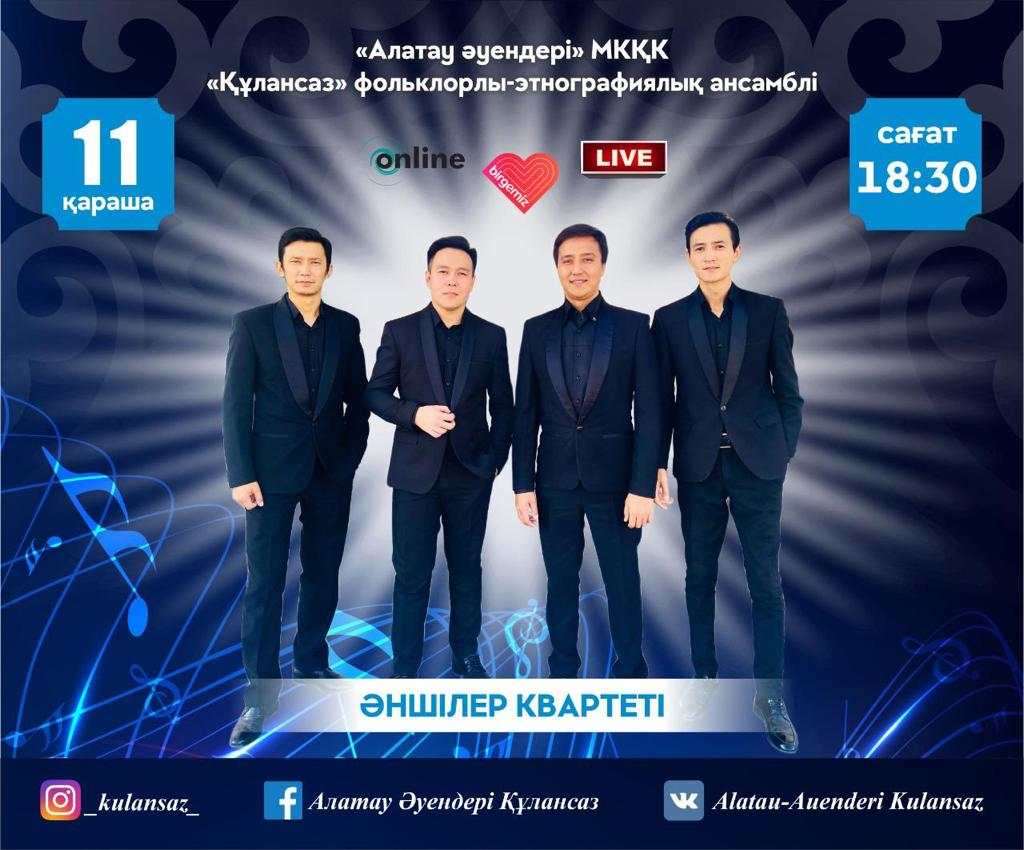 «Алатау әуендері» МКҚК
«Құлансаз» фольклорлы-этнографиялық ансамблі
11
қараша
online
birgemiz
LIVE
сағат
18:30
ӘНШІЛЕР КВАРТЕТІ
_kulansaz_
Алатау Әуендері Құлансаз
Alatau-Auenderi Kulansaz